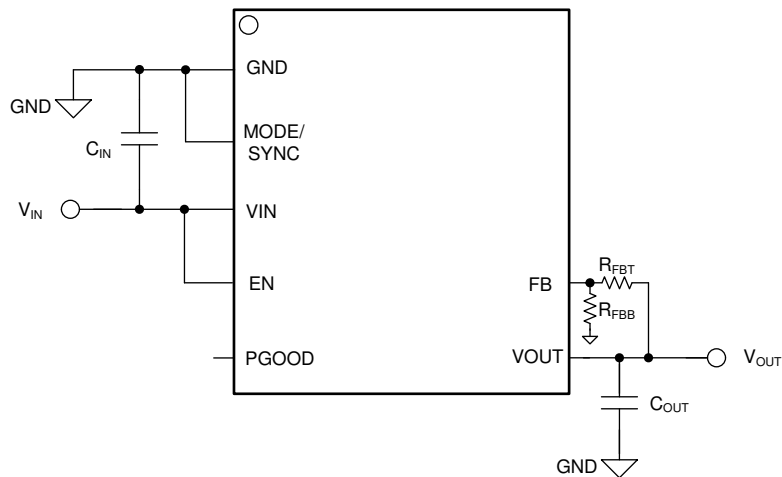 GND
GND
MODE/
SYNC
C_IN
V_IN
VIN
EN
PGOOD
FB
R_FBT
R_FBB
VOUT
V_OUT
C_OUT
GND